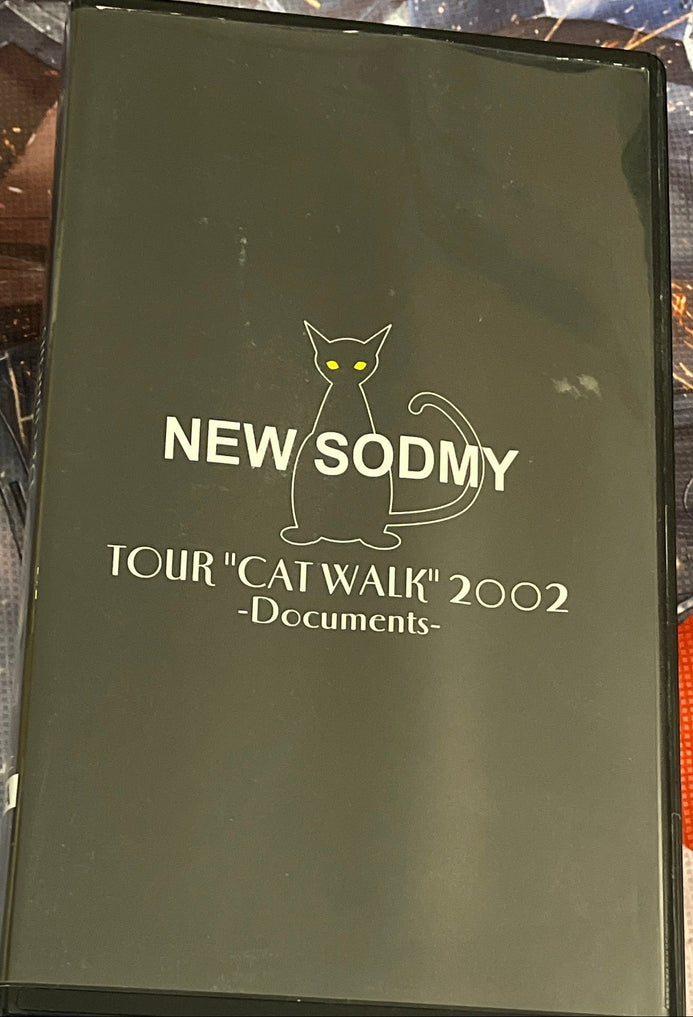 NEW SODMY
TOUR "CAT WALK" 2002
-Documents-